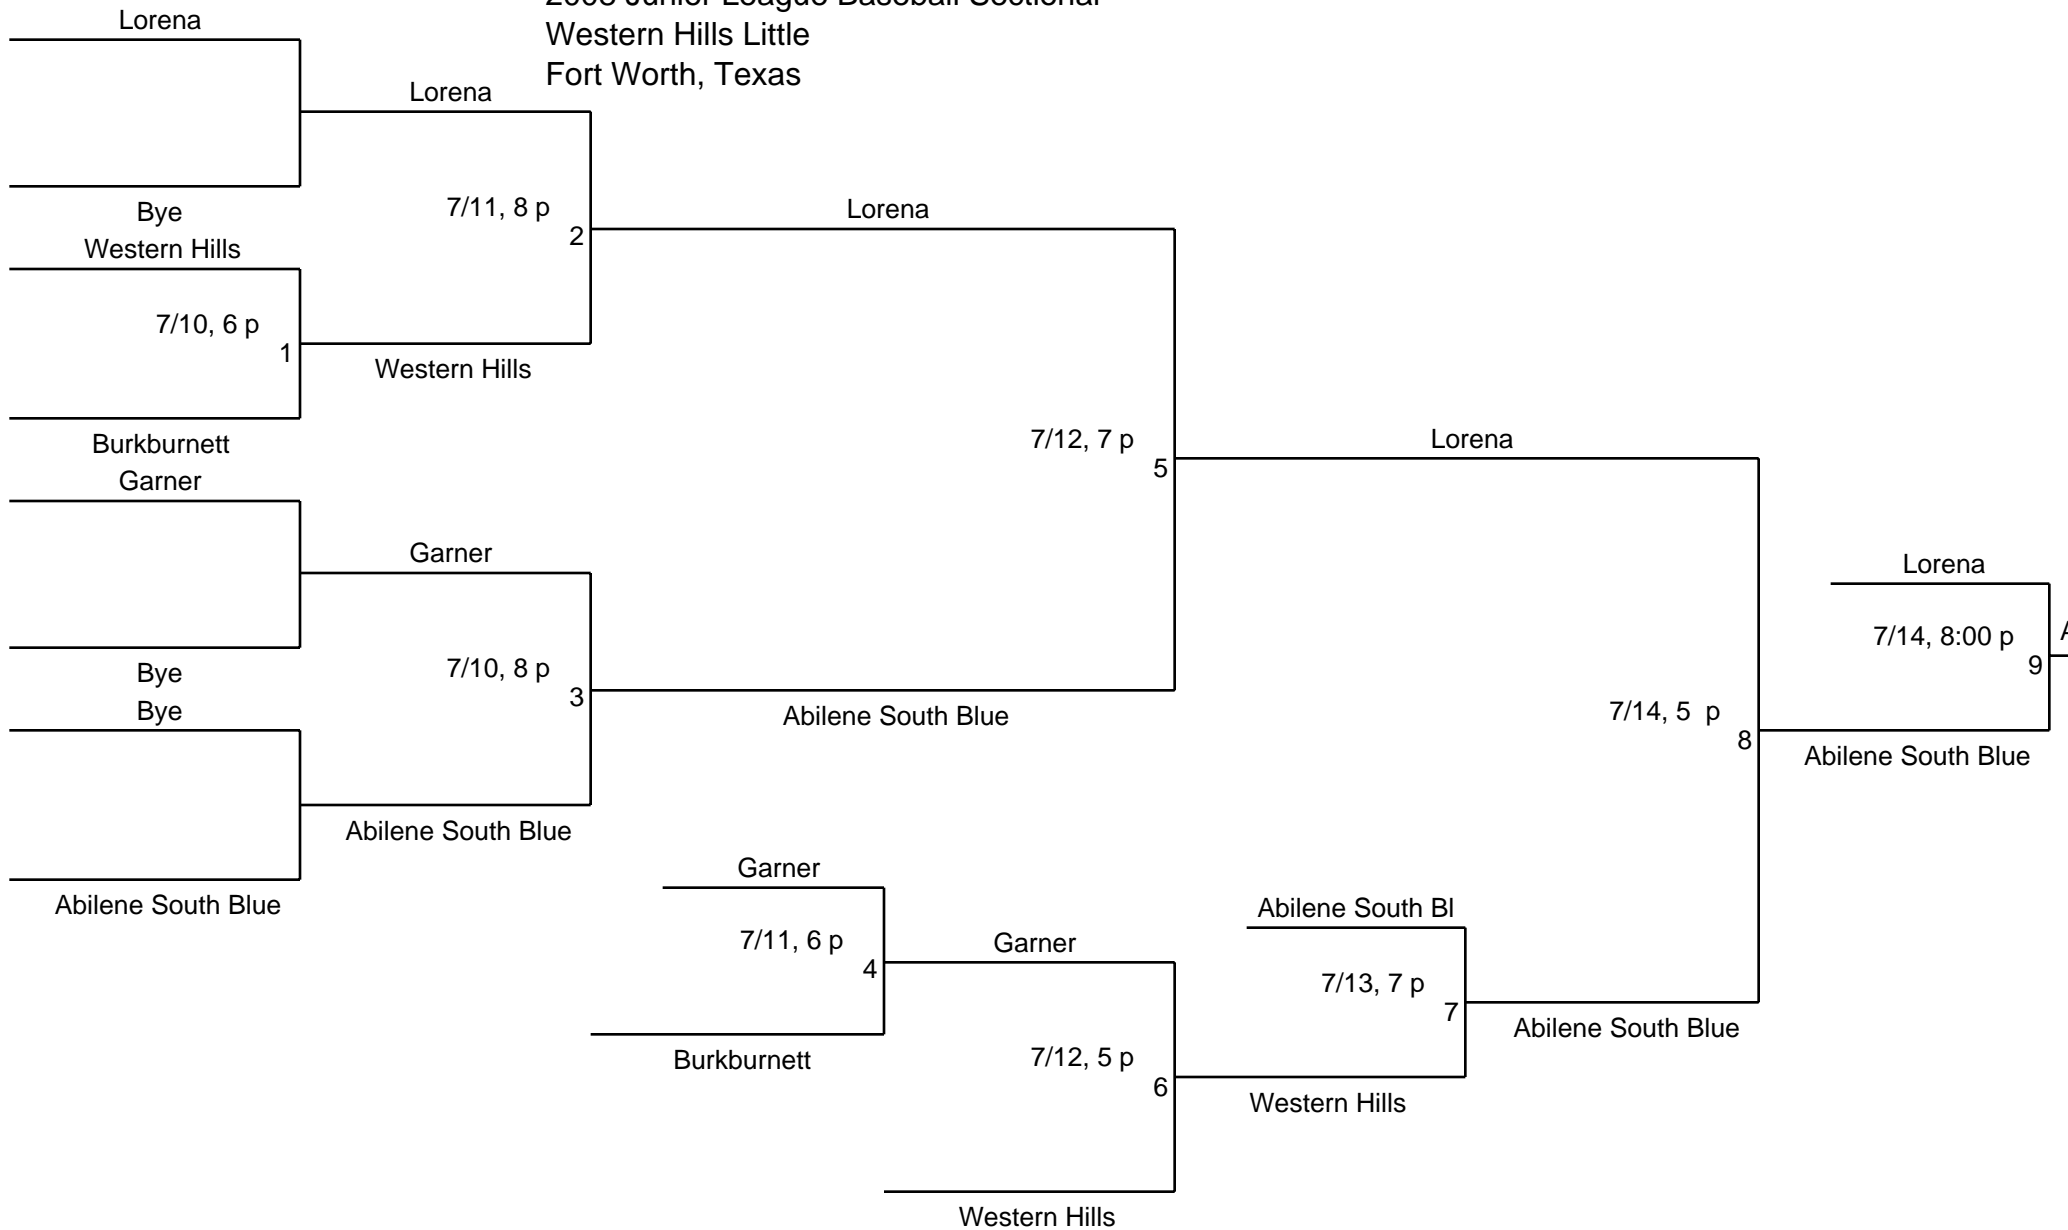 Lorena
Western Hills Little
Fort Worth, Texas
Lorena
7/11, 8 p
2
Bye
Western Hills
Lorena
7/10, 6 p
1
Western Hills
Burkburnett
Garner
7/12, 7 p
5
Lorena
Garner
Lorena
7/14, 8:00 p
9
7/10, 8 p
3
Bye
Bye
Abilene South Blue
7/14, 5 p
8
Abilene South Blue
Abilene South Blue
Abilene South Blue
Garner
7/11, 6 p
4
Garner
Abilene South Bl
7/13, 7 p
7
Abilene South Blue
Burkburnett
7/12, 5 p
6
Western Hills
Western Hills